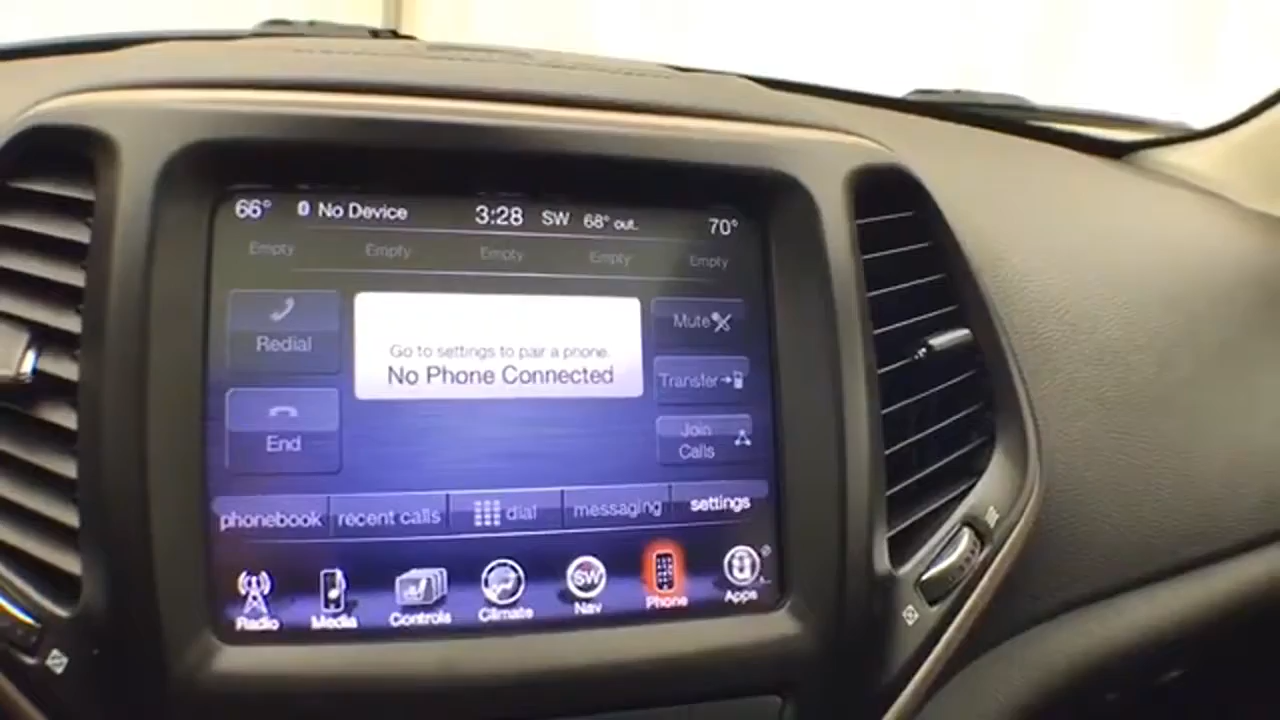 66° No Device 3:28 SW 68° out. 70°
Empty Empty Empty Empty Empty
Redial
Go to settings to pair a phone.
No Phone Connected
Mute
Transfer
End
Join
Calls
phonebook recent calls dial messaging settings
SW
Radio Media Controls Climate Nav Phone Apps